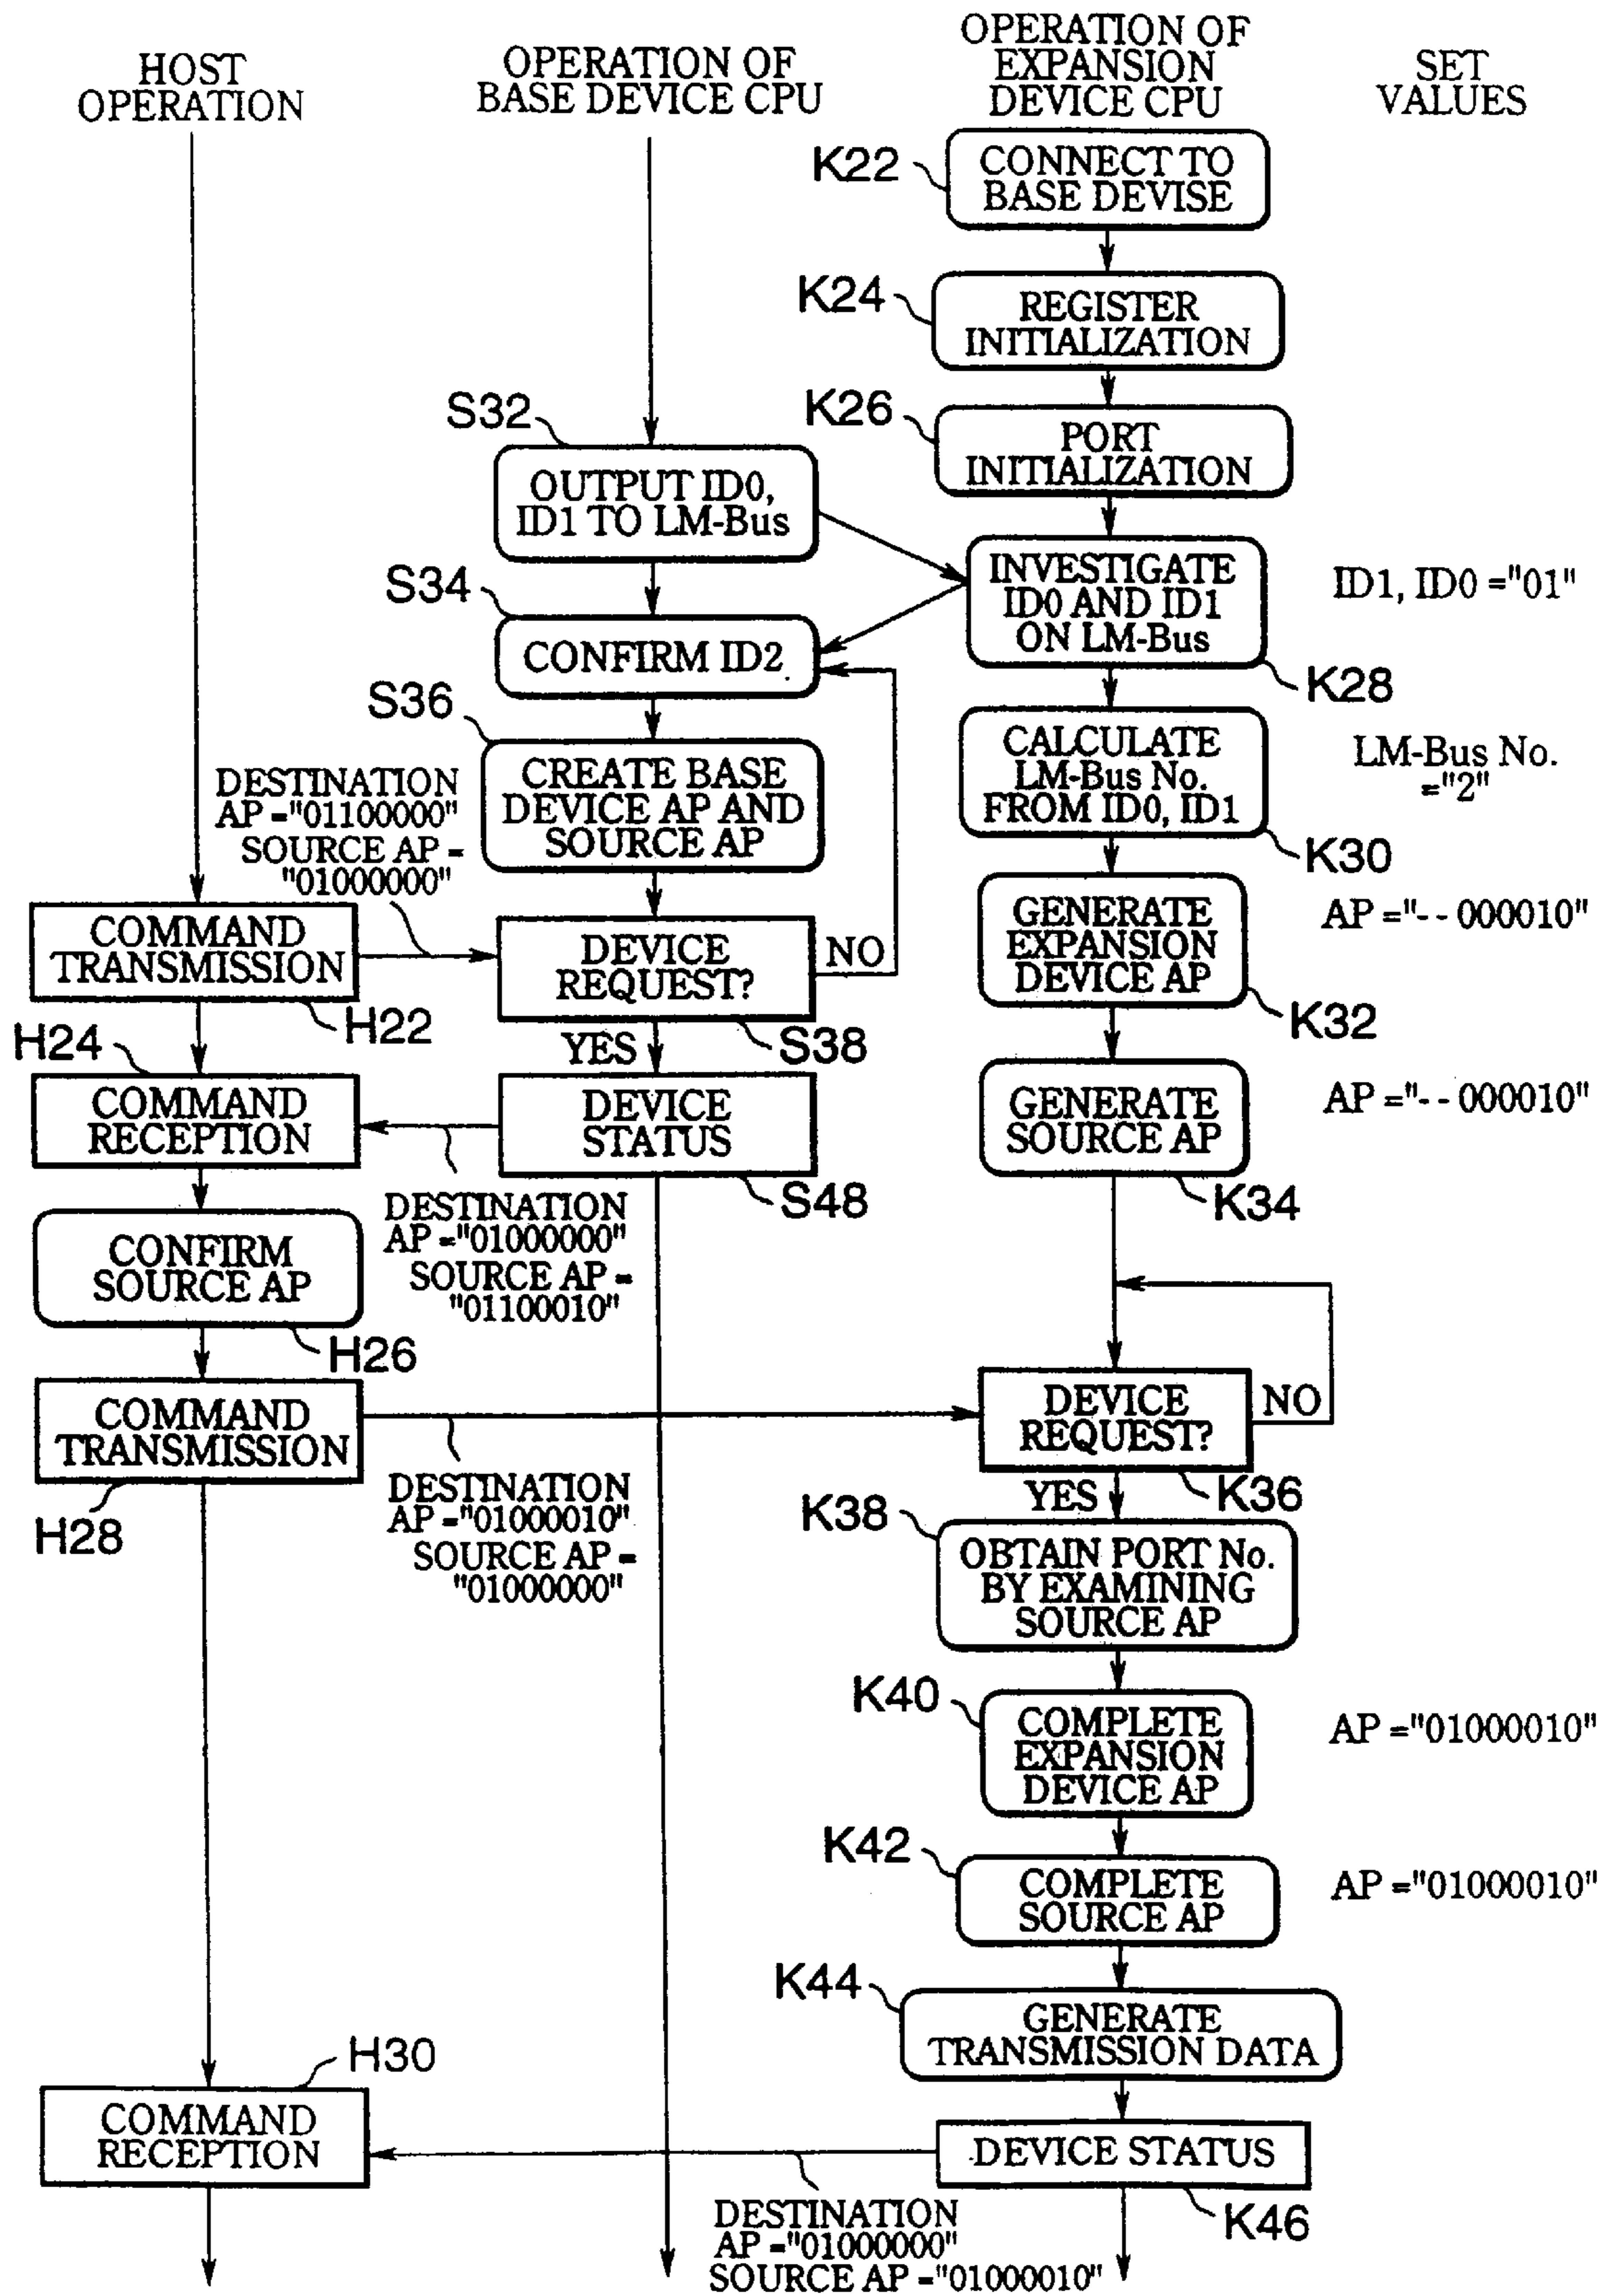 HOST
OPERATION
OPERATION OF
BASE DEVICE CPU
OPERATION OF
EXPANSION
DEVICE CPU
SET
VALUES
K22
CONNECT TO
BASE DEVISE
K24
REGISTER
INITIALIZATION
K26
PORT
INITIALIZATION
S32
OUTPUT ID0,
ID1 TO LM-Bus
INVESTIGATE
ID0 AND ID1
ON LM-Bus
ID1, ID0 ="01"
K28
S34
CONFIRM ID2
S36
CREATE BASE
DEVICE AP AND
SOURCE AP
CALCULATE
LM-Bus No.
FROM ID0, ID1
LM-Bus No.
="2"
K30
DESTINATION
AP ="01100000"
SOURCE AP =
"01000000"
COMMAND
TRANSMISSION
H22
DEVICE
REQUEST?
NO
YES
S38
GENERATE
EXPANSION
DEVICE AP
AP ="- - 000010"
K32
H24
COMMAND
RECEPTION
DEVICE
STATUS
S48
DESTINATION
AP ="01000000"
SOURCE AP =
"01100010"
GENERATE
SOURCE AP
AP ="- - 000010"
K34
CONFIRM
SOURCE AP
H26
COMMAND
TRANSMISSION
H28
DESTINATION
AP ="01000010"
SOURCE AP =
"01000000"
DEVICE
REQUEST?
NO
YES
K36
K38
OBTAIN PORT No.
BY EXAMINING
SOURCE AP
K40
COMPLETE
EXPANSION
DEVICE AP
AP ="01000010"
K42
COMPLETE
SOURCE AP
AP ="01000010"
K44
GENERATE
TRANSMISSION DATA
H30
COMMAND
RECEPTION
DEVICE STATUS
K46
DESTINATION
AP ="01000000"
SOURCE AP ="01000010"